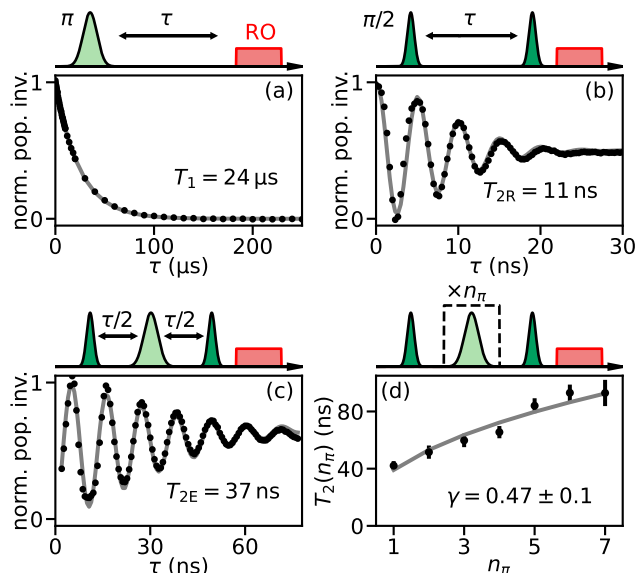 π τ RO
1 (a)
norm. pop. inv.
T₁ = 24 µs
0
0 100 200
τ (µs)
π/2 τ
1 (b)
norm. pop. inv.
T₂R = 11 ns
0
0 10 20 30
τ (ns)
τ/2 τ/2
1 (c)
norm. pop. inv.
T₂E = 37 ns
0
0 30 60
τ (ns)
×nπ
(d)
T₂(nπ) (ns)
80
40
γ = 0.47 ± 0.1
1 3 5 7
nπ